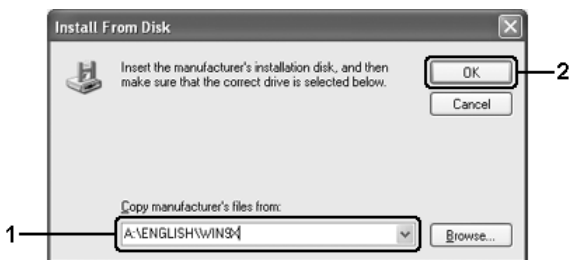 Install From Disk
Insert the manufacturer's installation disk, and then
make sure that the correct drive is selected below.
OK
2
Cancel
Copy manufacturer's files from:
1
A:\ENGLISH\WIN9X
Browse...